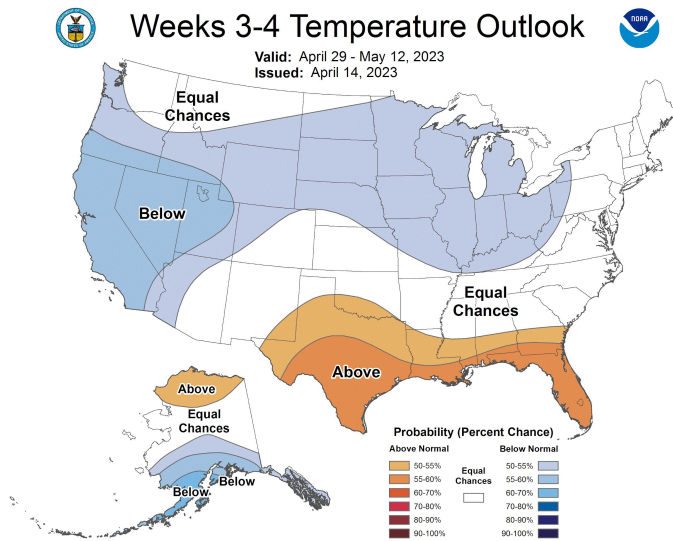 Weeks 3-4 Temperature Outlook
NOAA
Valid: April 29 - May 12, 2023
Issued: April 14, 2023
Equal
Chances
Below
Equal
Chances
Above
Above
Equal
Chances
Below
Below
Probability (Percent Chance)
Above Normal
Below Normal
50-55%
55-60%
60-70%
70-80%
80-90%
90-100%
Equal
Chances
50-55%
55-60%
60-70%
70-80%
80-90%
90-100%